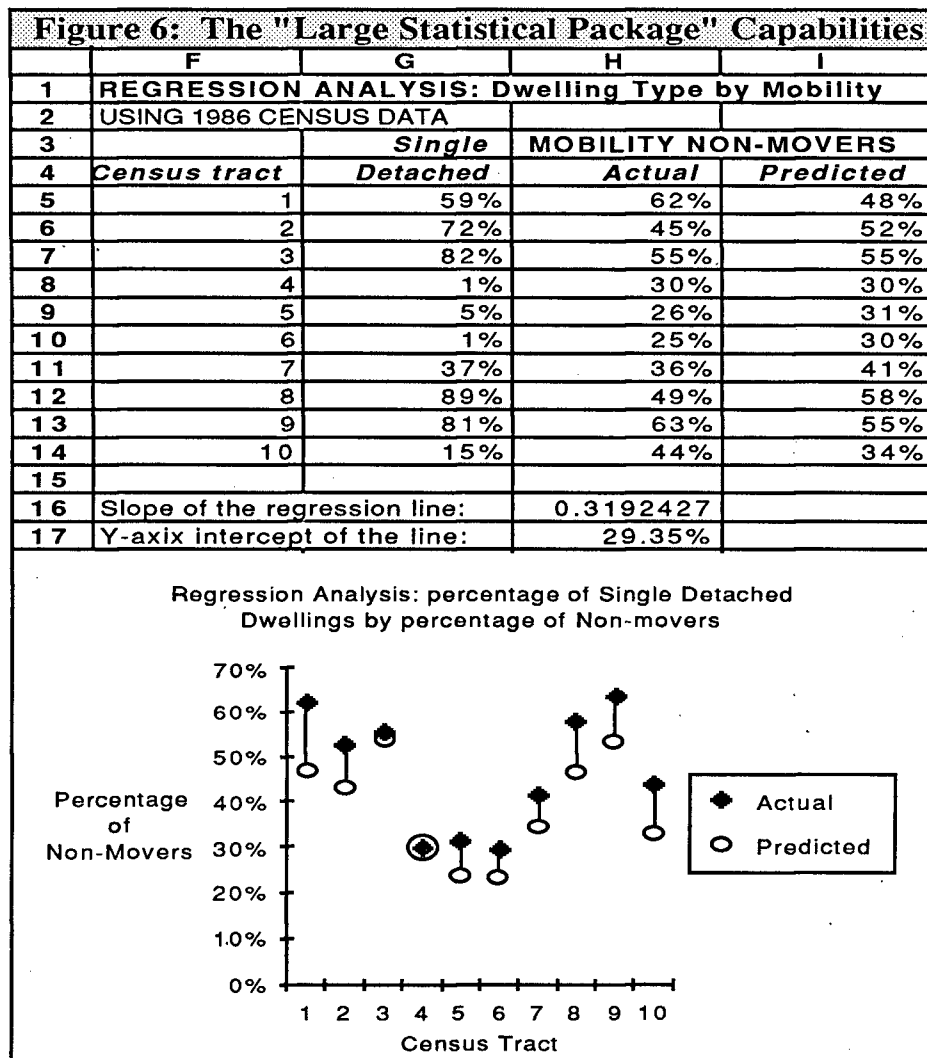 Figure 6: The "Large Statistical Package" Capabilities
F G H I
1 REGRESSION ANALYSIS: Dwelling Type by Mobility
2 USING 1986 CENSUS DATA
3 Single MOBILITY NON-MOVERS
4 Census tract Detached Actual Predicted
5 1 59% 62% 48%
6 2 72% 45% 52%
7 3 82% 55% 55%
8 4 1% 30% 30%
9 5 5% 26% 31%
10 6 1% 25% 30%
11 7 37% 36% 41%
12 8 89% 49% 58%
13 9 81% 63% 55%
14 10 15% 44% 34%
15
16 Slope of the regression line: 0.3192427
17 Y-axix intercept of the line: 29.35%
Regression Analysis: percentage of Single Detached
Dwellings by percentage of Non-movers
70%
60%
50%
40%
30%
20%
10%
0%
Percentage
of
Non-Movers
Actual
Predicted
1 2 3 4 5 6 7 8 9 10
Census Tract